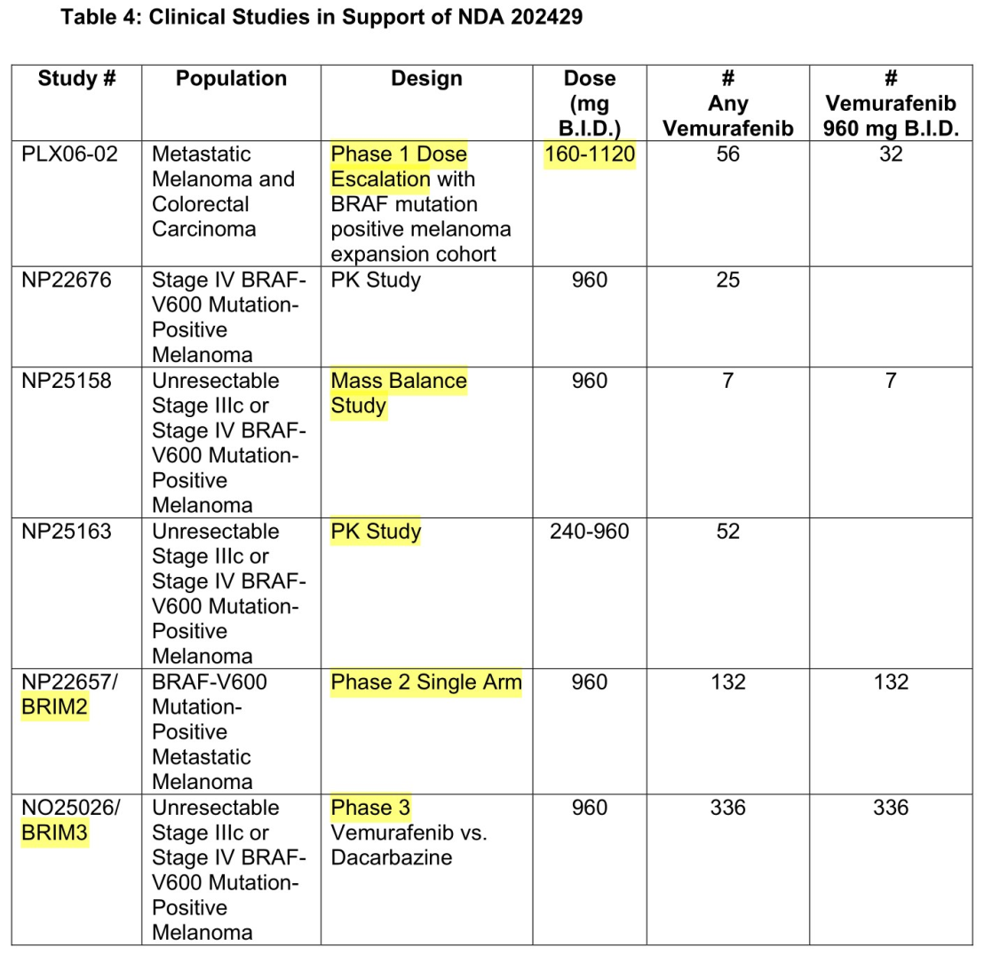 Table 4: Clinical Studies in Support of NDA 202429
Study # Population Design Dose # #
(mg Any Vemurafenib
B.I.D.) Vemurafenib 960 mg B.I.D.
PLX06-02 Metastatic Phase 1 Dose 160-1120 56 32
Melanoma and Escalation with
Colorectal BRAF mutation
Carcinoma positive melanoma
expansion cohort
NP22676 Stage IV BRAF- PK Study 960 25
V600 Mutation-
Positive
Melanoma
NP25158 Unresectable Mass Balance 960 7 7
Stage IIIc or Study
Stage IV BRAF-
V600 Mutation-
Positive
Melanoma
NP25163 Unresectable PK Study 240-960 52
Stage IIIc or
Stage IV BRAF-
V600 Mutation-
Positive
Melanoma
NP22657/ BRAF-V600 Phase 2 Single Arm 960 132 132
BRIM2 Mutation-
Positive
Metastatic
Melanoma
NO25026/ Unresectable Phase 3 960 336 336
BRIM3 Stage IIIc or Vemurafenib vs.
Stage IV BRAF- Dacarbazine
V600 Mutation-
Positive
Melanoma